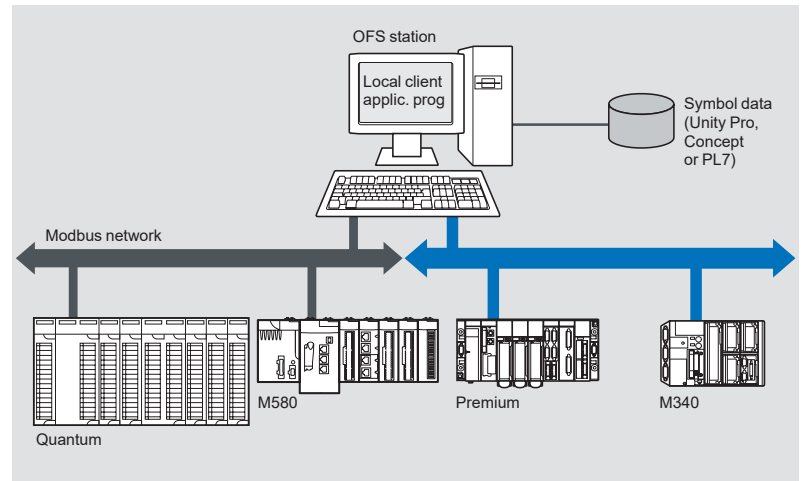 OFS station
Local client
applic. prog
Symbol data
(Unity Pro,
Concept
or PL7)
Modbus network
M580
Premium
M340
Quantum